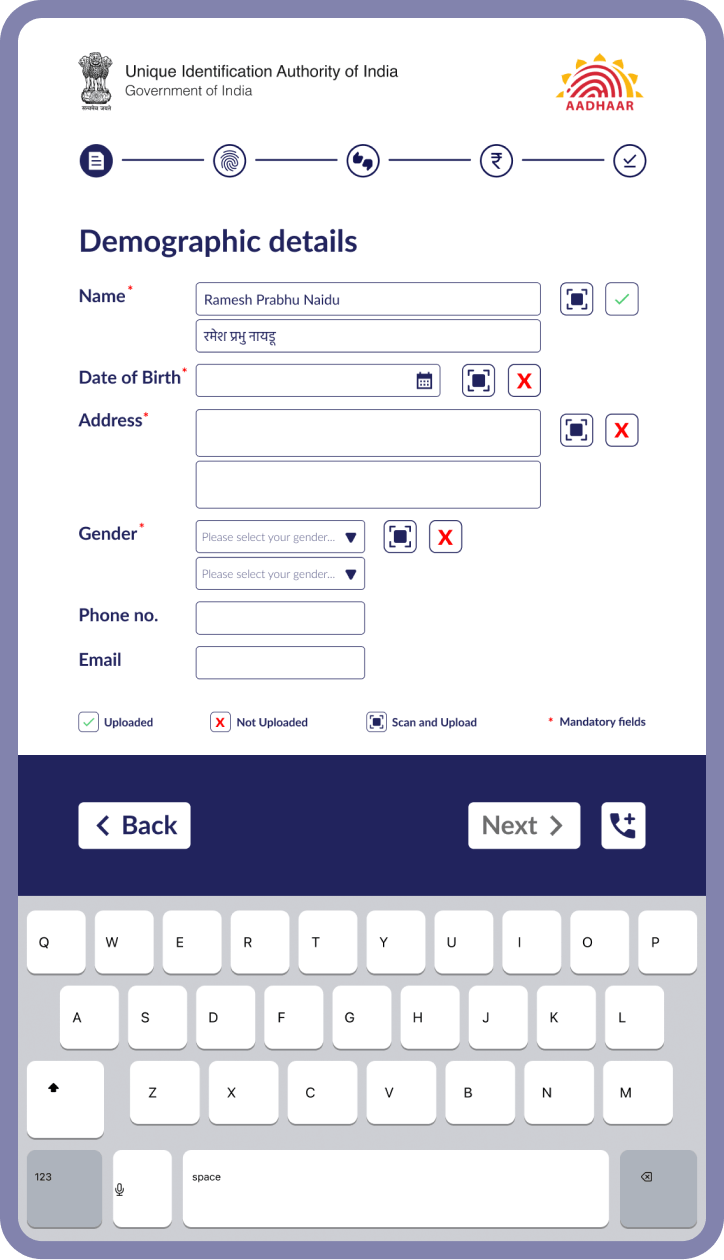 Unique Identification Authority of India
Government of India
सत्यमेव जयते
AADHAAR
₹
Demographic details
Name*
Ramesh Prabhu Naidu
रमेश प्रभु नायडू
Date of Birth*
X
Address*
X
Gender*
Please select your gender...
X
Please select your gender...
Phone no.
Email
Uploaded
X Not Uploaded
Scan and Upload
* Mandatory fields
Back
Next
Q W E R T Y U I O P
A S D F G H J K L
Z X C V B N M
123
space